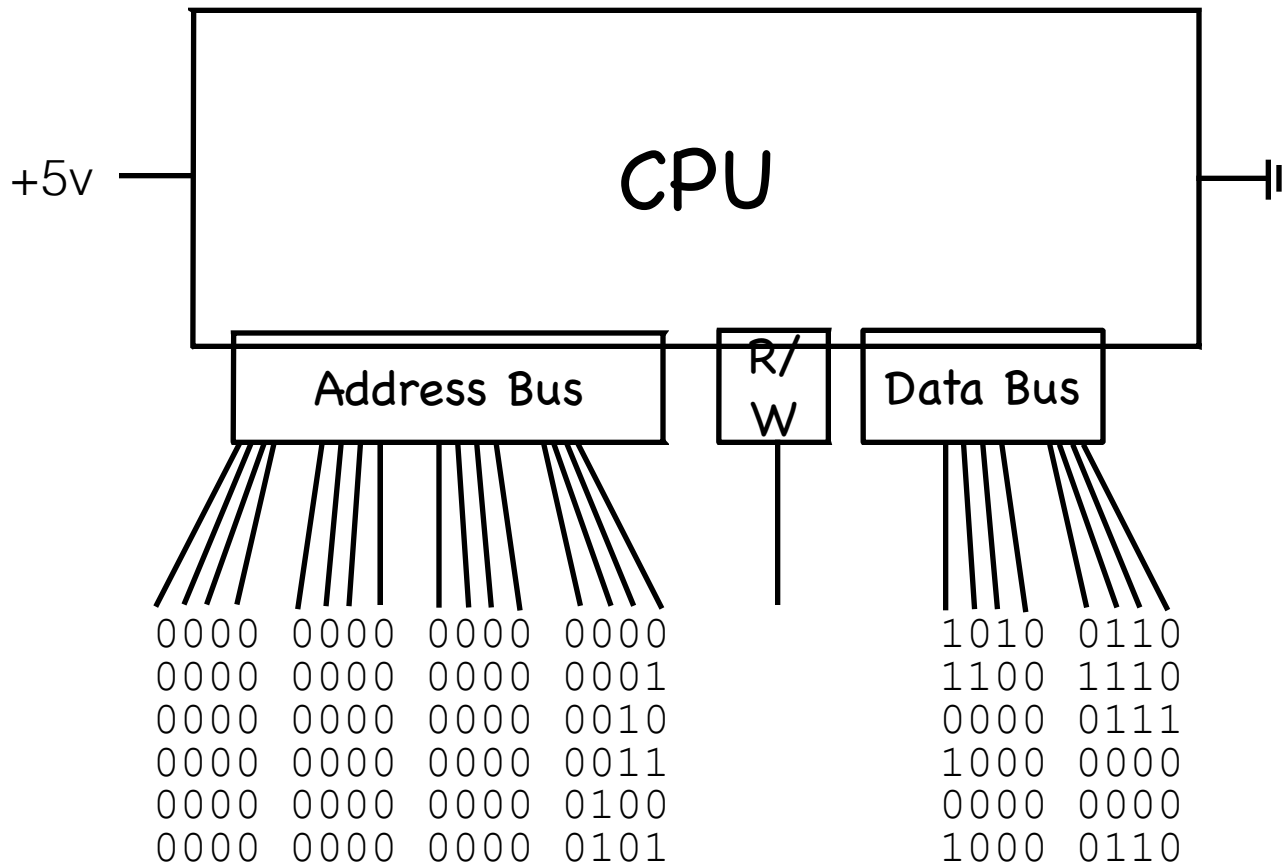 CPU
+5v
Address Bus
R/
W
Data Bus
0000 0000 0000 0000 1010 0110
0000 0000 0000 0001 1100 1110
0000 0000 0000 0010 0000 0111
0000 0000 0000 0011 1000 0000
0000 0000 0000 0100 0000 0000
0000 0000 0000 0101 1000 0110